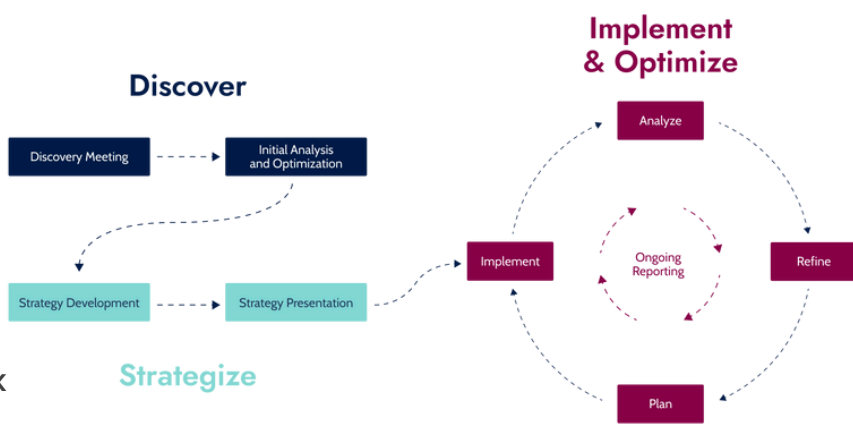 Discover
Discovery Meeting
Initial Analysis
and Optimization
Strategy Development
Strategy Presentation
Strategize
Implement
& Optimize
Analyze
Implement
Ongoing
Reporting
Refine
Plan